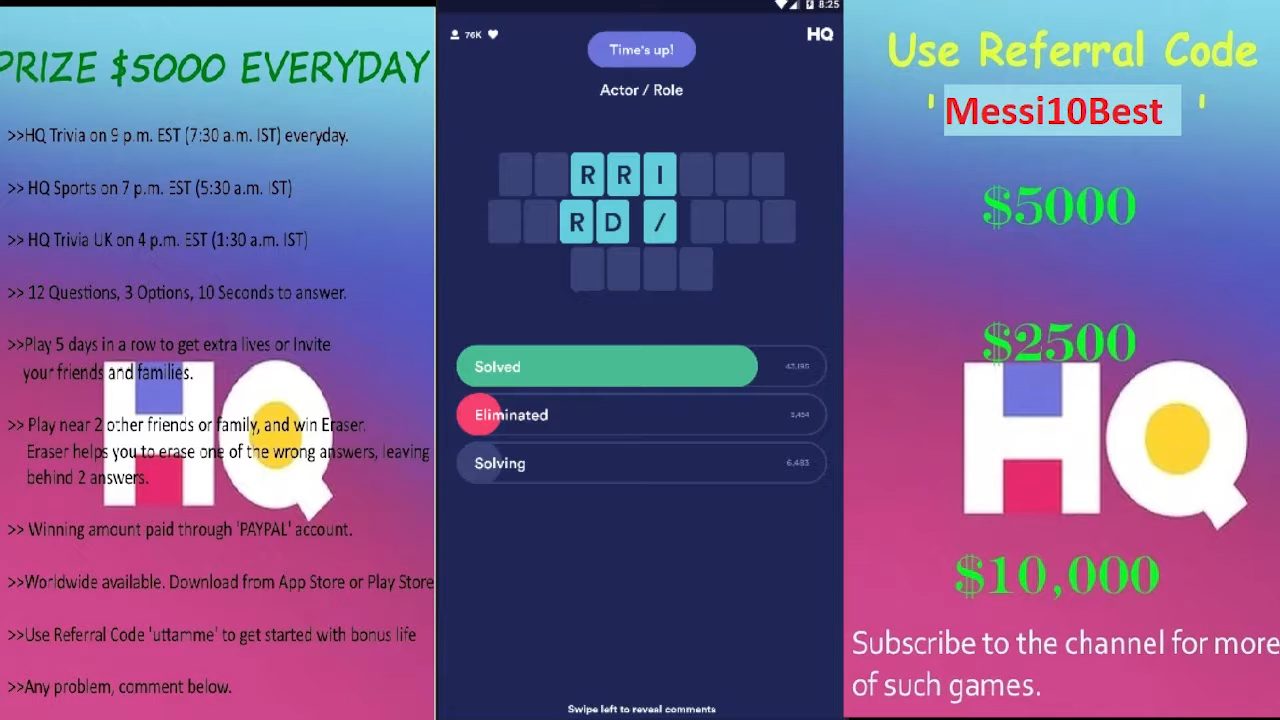 PRIZE $5000 EVERYDAY
>>HQ Trivia on 9 p.m. EST (7:30 a.m. IST) everyday.
>> HQ Sports on 7 p.m. EST (5:30 a.m. IST)
>> HQ Trivia UK on 4 p.m. EST (1:30 a.m. IST)
>> 12 Questions, 3 Options, 10 Seconds to answer.
>>Play 5 days in a row to get extra lives or Invite
your friends and families.
>> Play near 2 other friends or family, and win Eraser.
Eraser helps you to erase one of the wrong answers, leaving
behind 2 answers.
>> Winning amount paid through 'PAYPAL' account.
>>Worldwide available. Download from App Store or Play Store
>>Use Referral Code 'uttamme' to get started with bonus life
>>Any problem, comment below.
HQ
8:25
76K
HQ
Time's up!
Actor / Role
R R I
R D /
Solved
Eliminated
Solving 6,483
Swipe left to reveal comments
Use Referral Code
' Messi10Best '
$5000
$2500
HQ
$10,000
Subscribe to the channel for more
of such games.